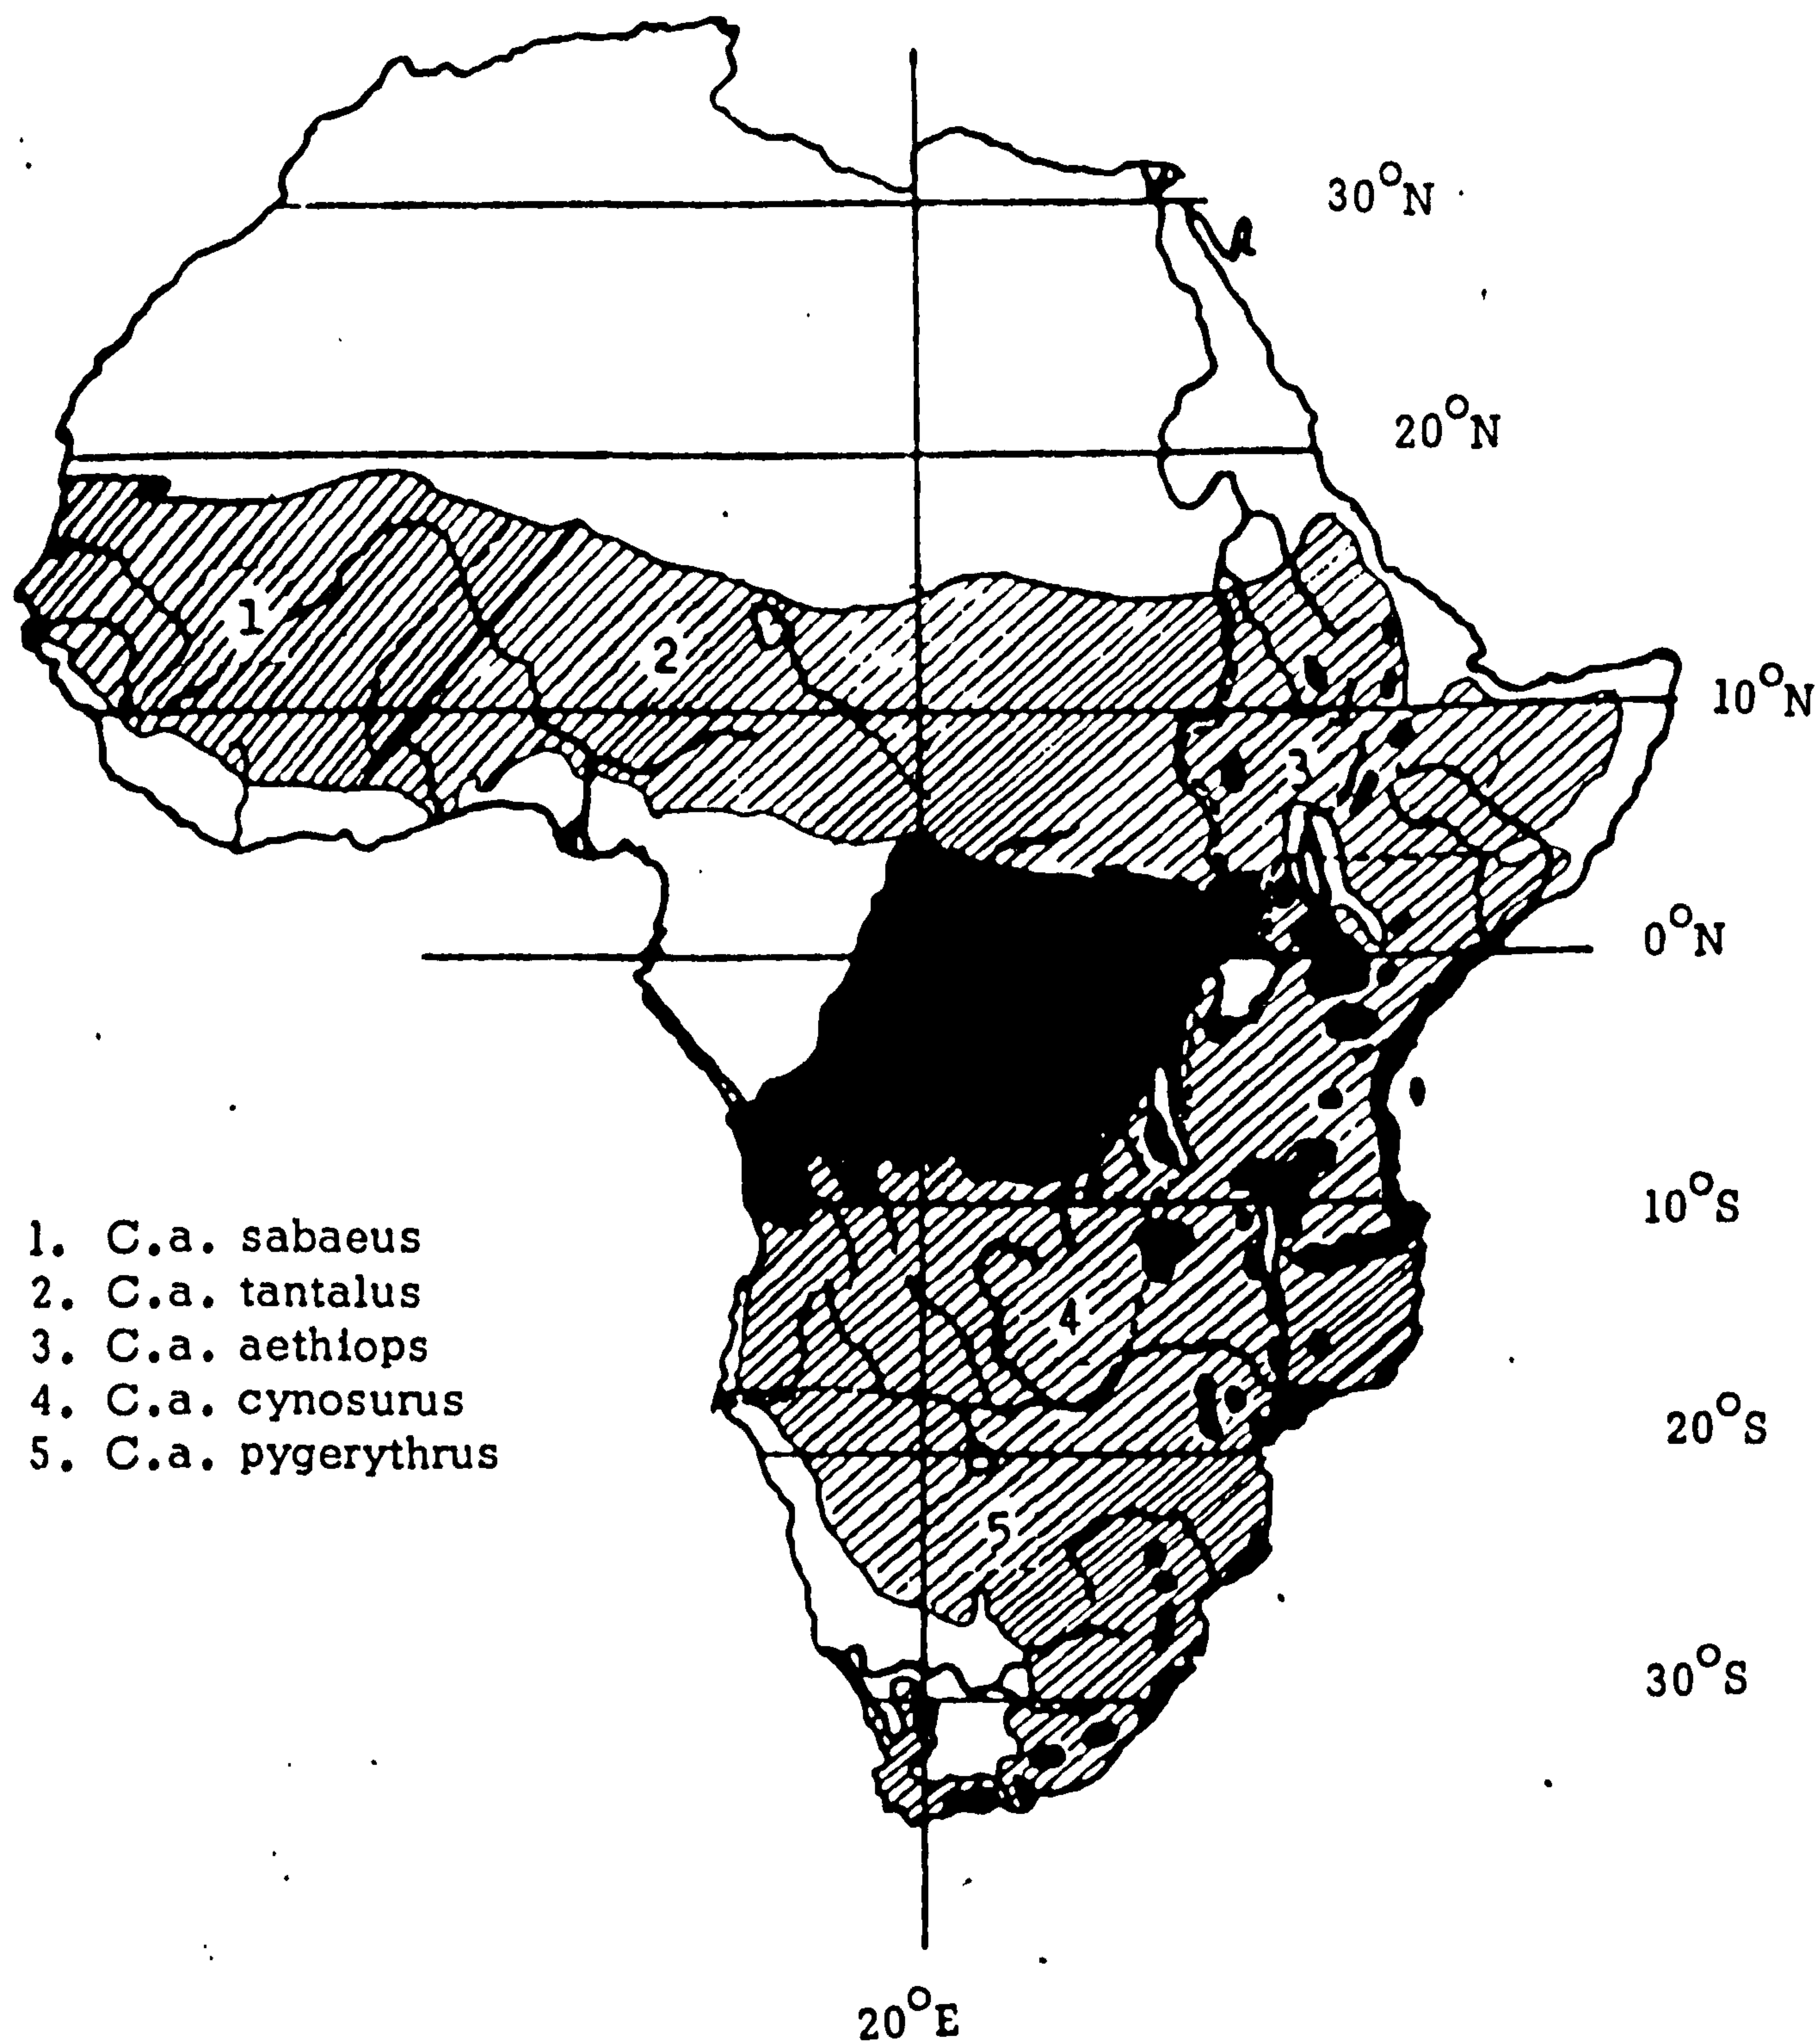 30°N
20°N
1
2
10°N
3
0°N
10°S
1. C.a. sabaeus
2. C.a. tantalus
3. C.a. aethiops
4. C.a. cynosurus
5. C.a. pygerythrus
4
20°S
5
30°S
20°E